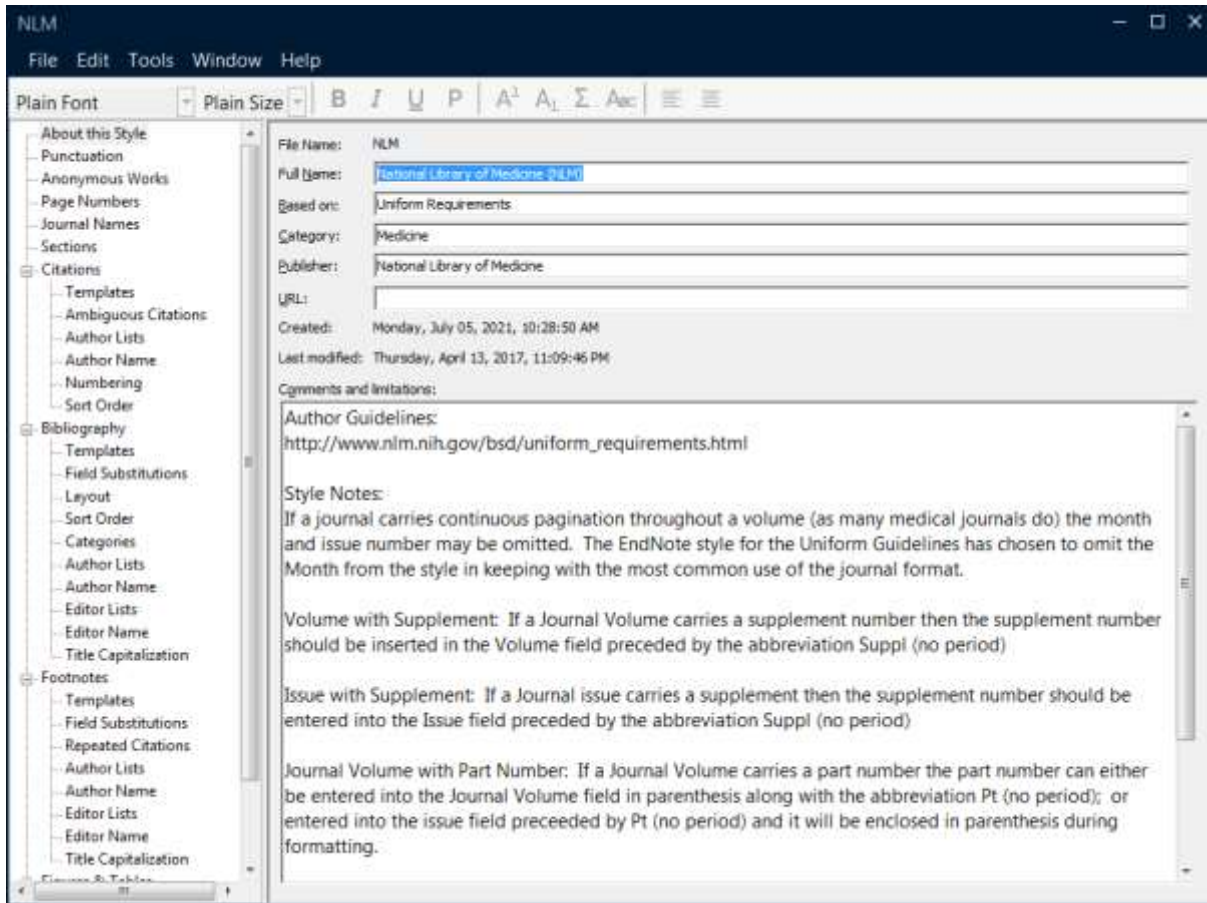 NLM
File Edit Tools Window Help
Plain Font Plain Size B I U P A¹ A₁ Σ Aʙᴄ
About this Style
Punctuation
Anonymous Works
Page Numbers
Journal Names
Sections
Citations
Templates
Ambiguous Citations
Author Lists
Author Name
Numbering
Sort Order
Bibliography
Templates
Field Substitutions
Layout
Sort Order
Categories
Author Lists
Author Name
Editor Lists
Editor Name
Title Capitalization
Footnotes
Templates
Field Substitutions
Repeated Citations
Author Lists
Author Name
Editor Lists
Editor Name
Title Capitalization
Figures & Tables
File Name: NLM
Full Name: National Library of Medicine (NLM)
Based on: Uniform Requirements
Category: Medicine
Publisher: National Library of Medicine
URL:
Created: Monday, July 05, 2021, 10:28:50 AM
Last modified: Thursday, April 13, 2017, 11:09:46 PM
Comments and limitations:
Author Guidelines:
http://www.nlm.nih.gov/bsd/uniform_requirements.html
Style Notes:
If a journal carries continuous pagination throughout a volume (as many medical journals do) the month
and issue number may be omitted. The EndNote style for the Uniform Guidelines has chosen to omit the
Month from the style in keeping with the most common use of the journal format.
Volume with Supplement: If a Journal Volume carries a supplement number then the supplement number
should be inserted in the Volume field preceded by the abbreviation Suppl (no period)
Issue with Supplement: If a Journal issue carries a supplement then the supplement number should be
entered into the Issue field preceded by the abbreviation Suppl (no period)
Journal Volume with Part Number: If a Journal Volume carries a part number the part number can either
be entered into the Journal Volume field in parenthesis along with the abbreviation Pt (no period); or
entered into the issue field preceeded by Pt (no period) and it will be enclosed in parenthesis during
formatting.